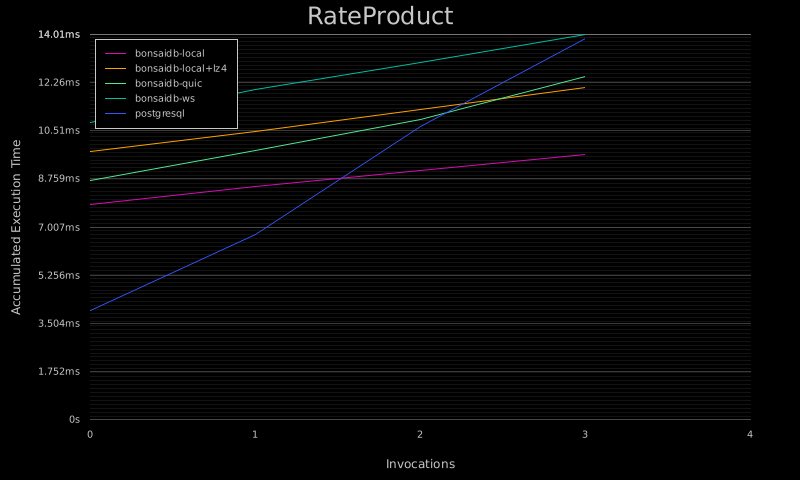 RateProduct
14.01ms
12.26ms
10.51ms
8.759ms
7.007ms
5.256ms
3.504ms
1.752ms
0s
bonsaidb-local
bonsaidb-local+lz4
bonsaidb-quic
bonsaidb-ws
postgresql
Accumulated Execution Time
0 1 2 3 4
Invocations